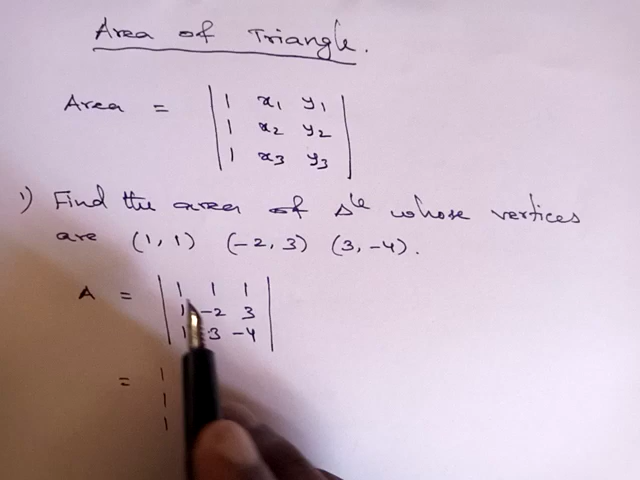 Area of Triangle.
Area = | 1 x₁ y₁ |
| 1 x₂ y₂ |
| 1 x₃ y₃ |
1) Find the area of Δle whose vertices
are (1, 1) (-2, 3) (3, -4).
A = | 1 1 1 |
| 1 -2 3 |
| 1 3 -4 |
= 1
1
1